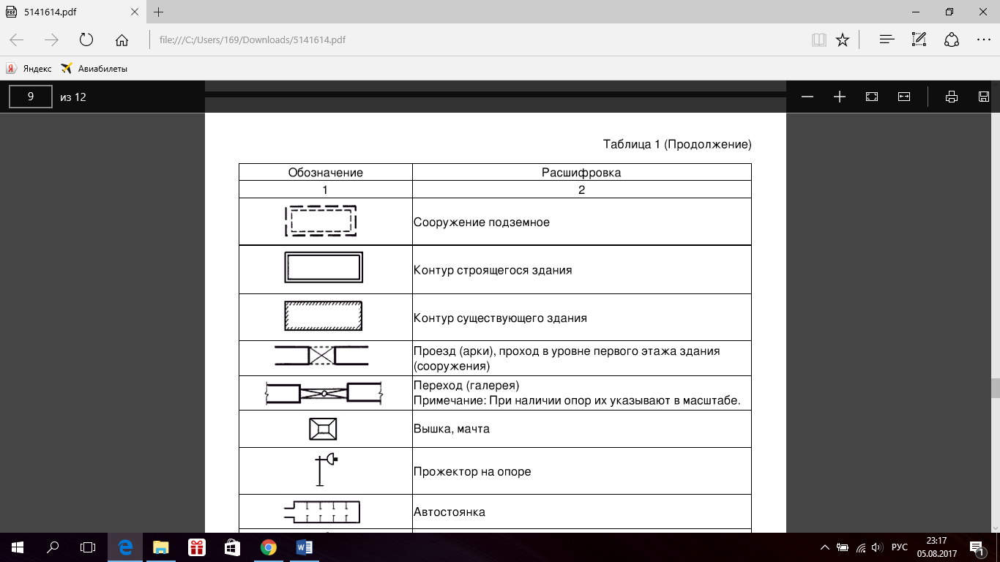 5141614.pdf
file:///C:/Users/169/Downloads/5141614.pdf
Яндекс
Авиабилеты
9 из 12
Таблица 1 (Продолжение)
Обозначение Расшифровка
1 2
Сооружение подземное
Контур строящегося здания
Контур существующего здания
Проезд (арки), проход в уровне первого этажа здания
(сооружения)
Переход (галерея)
Примечание: При наличии опор их указывают в масштабе.
Вышка, мачта
Прожектор на опоре
Автостоянка
РУС
23:17
05.08.2017
1